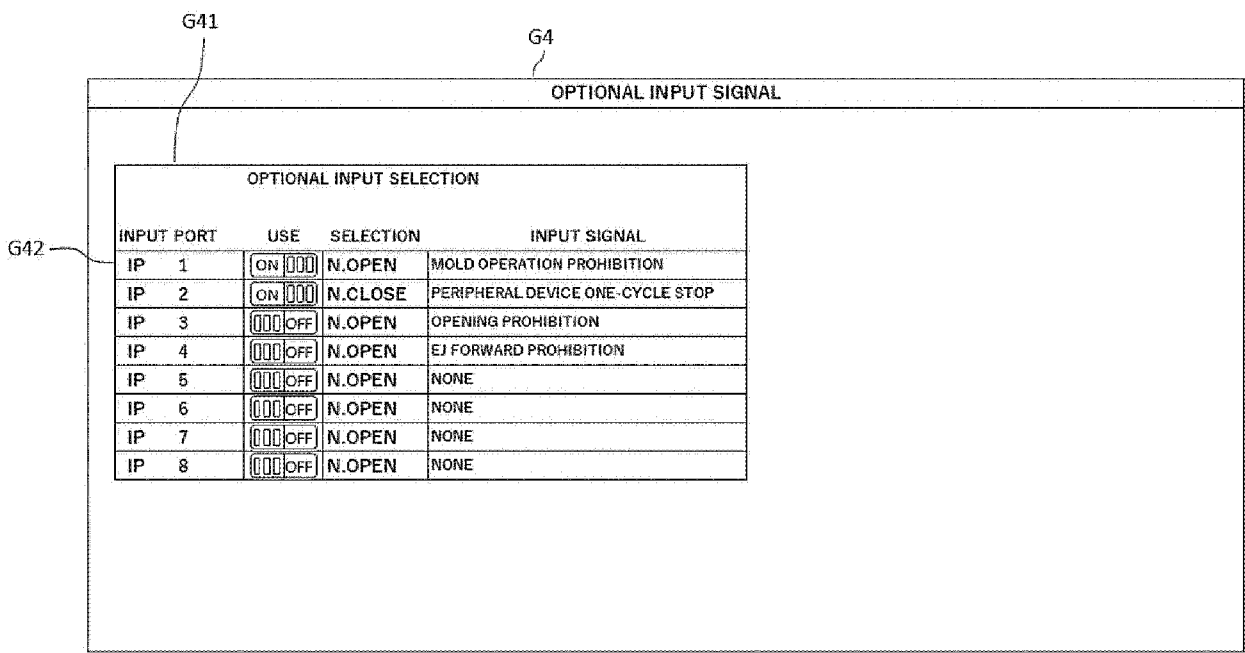 G41
G4
OPTIONAL INPUT SIGNAL
OPTIONAL INPUT SELECTION
INPUT PORT USE SELECTION INPUT SIGNAL
G42
IP 1 ON N.OPEN MOLD OPERATION PROHIBITION
IP 2 ON N.CLOSE PERIPHERAL DEVICE ONE-CYCLE STOP
IP 3 OFF N.OPEN OPENING PROHIBITION
IP 4 OFF N.OPEN EJ FORWARD PROHIBITION
IP 5 OFF N.OPEN NONE
IP 6 OFF N.OPEN NONE
IP 7 OFF N.OPEN NONE
IP 8 OFF N.OPEN NONE